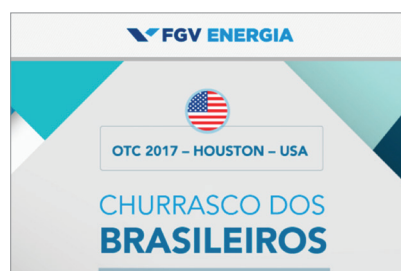 FGV ENERGIA
OTC 2017 – HOUSTON – USA
CHURRASCO DOS
BRASILEIROS